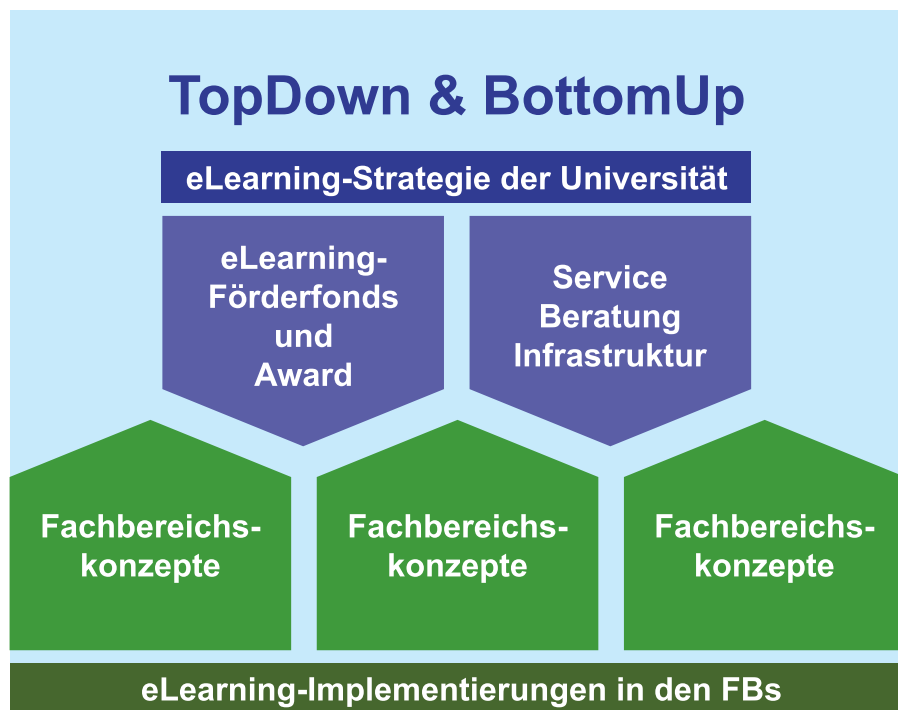 TopDown & BottomUp
eLearning-Strategie der Universität
eLearning-
Förderfonds
und
Award
Service
Beratung
Infrastruktur
Fachbereichs-
konzepte
Fachbereichs-
konzepte
Fachbereichs-
konzepte
eLearning-Implementierungen in den FBs